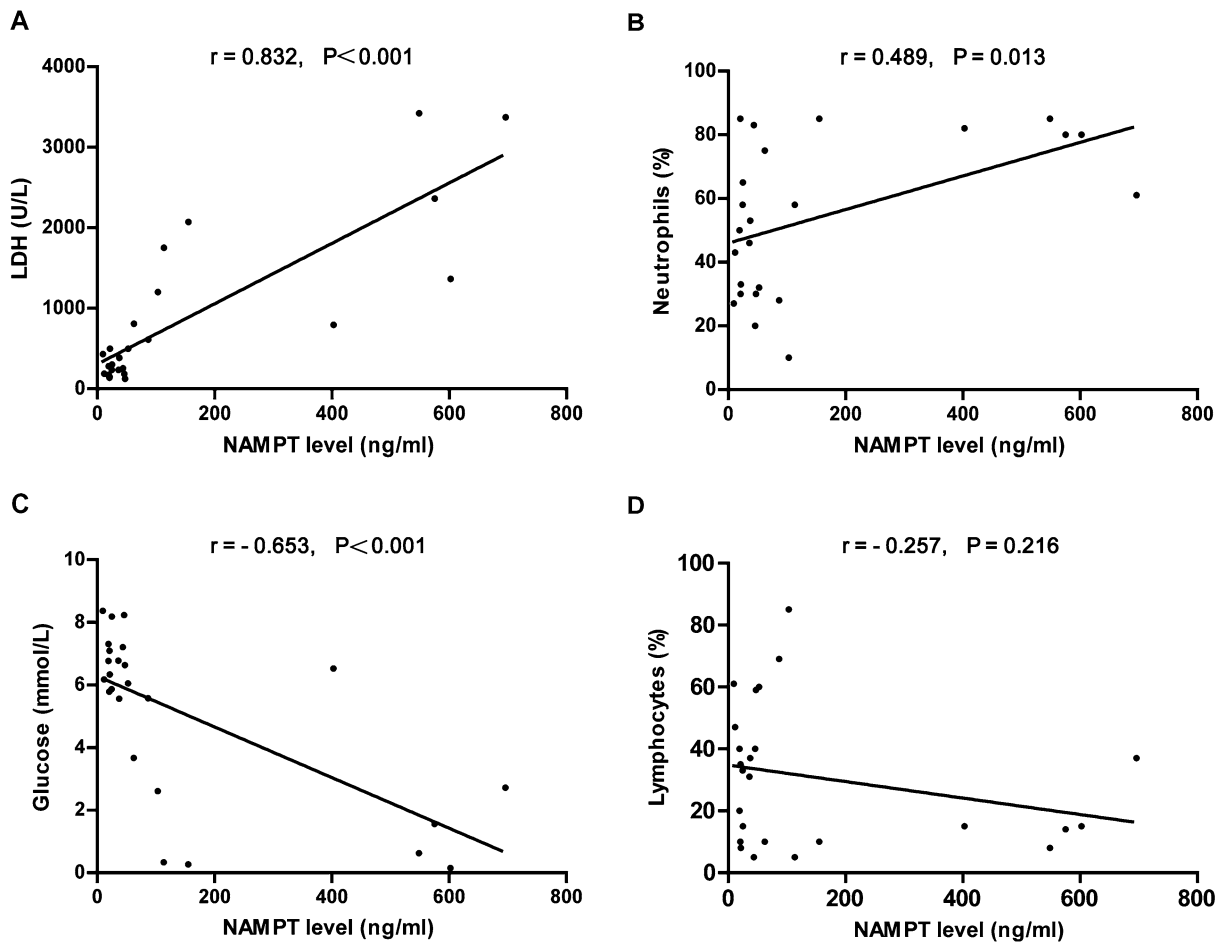 A
r = 0.832, P < 0.001
4000
3000
2000
1000
0
LDH (U/L)
0 200 400 600 800
NAMPT level (ng/ml)
B
r = 0.489, P = 0.013
100
80
60
40
20
0
Neutrophils (%)
0 200 400 600 800
NAMPT level (ng/ml)
C
r = - 0.653, P < 0.001
10
8
6
4
2
0
Glucose (mmol/L)
0 200 400 600 800
NAMPT level (ng/ml)
D
r = - 0.257, P = 0.216
100
80
60
40
20
0
Lymphocytes (%)
0 200 400 600 800
NAMPT level (ng/ml)